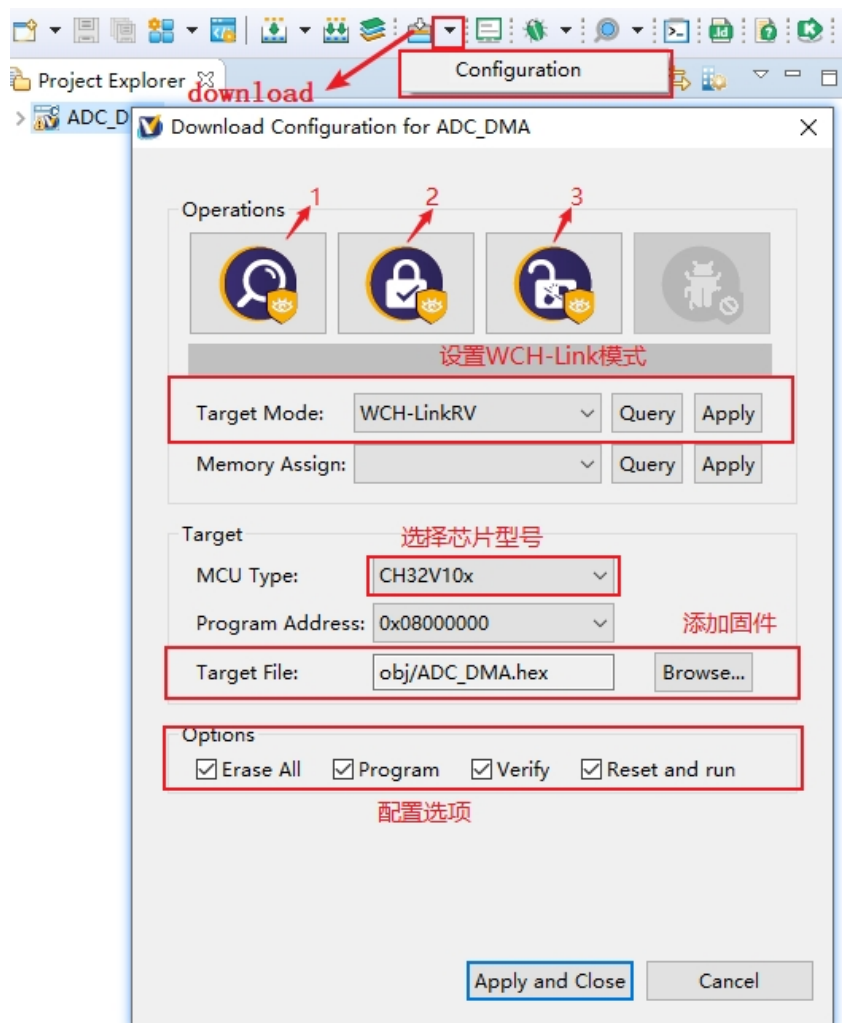 Configuration
Project Explorer
download
ADC_D
Download Configuration for ADC_DMA
Operations
1
2
3
设置WCH-Link模式
Target Mode: WCH-LinkRV Query Apply
Memory Assign: Query Apply
Target
选择芯片型号
MCU Type: CH32V10x
Program Address: 0x08000000
添加固件
Target File: obj/ADC_DMA.hex Browse...
Options
Erase All Program Verify Reset and run
配置选项
Apply and Close Cancel